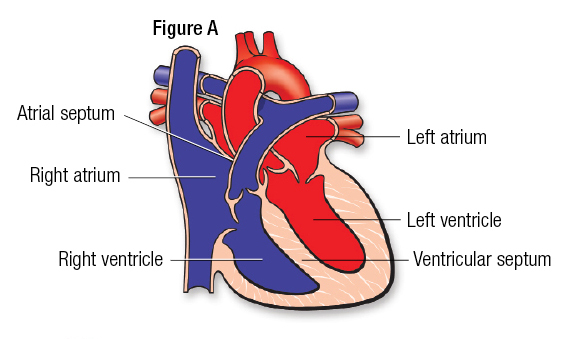 Figure A
Atrial septum
Left atrium
Right atrium
Left ventricle
Right ventricle
Ventricular septum